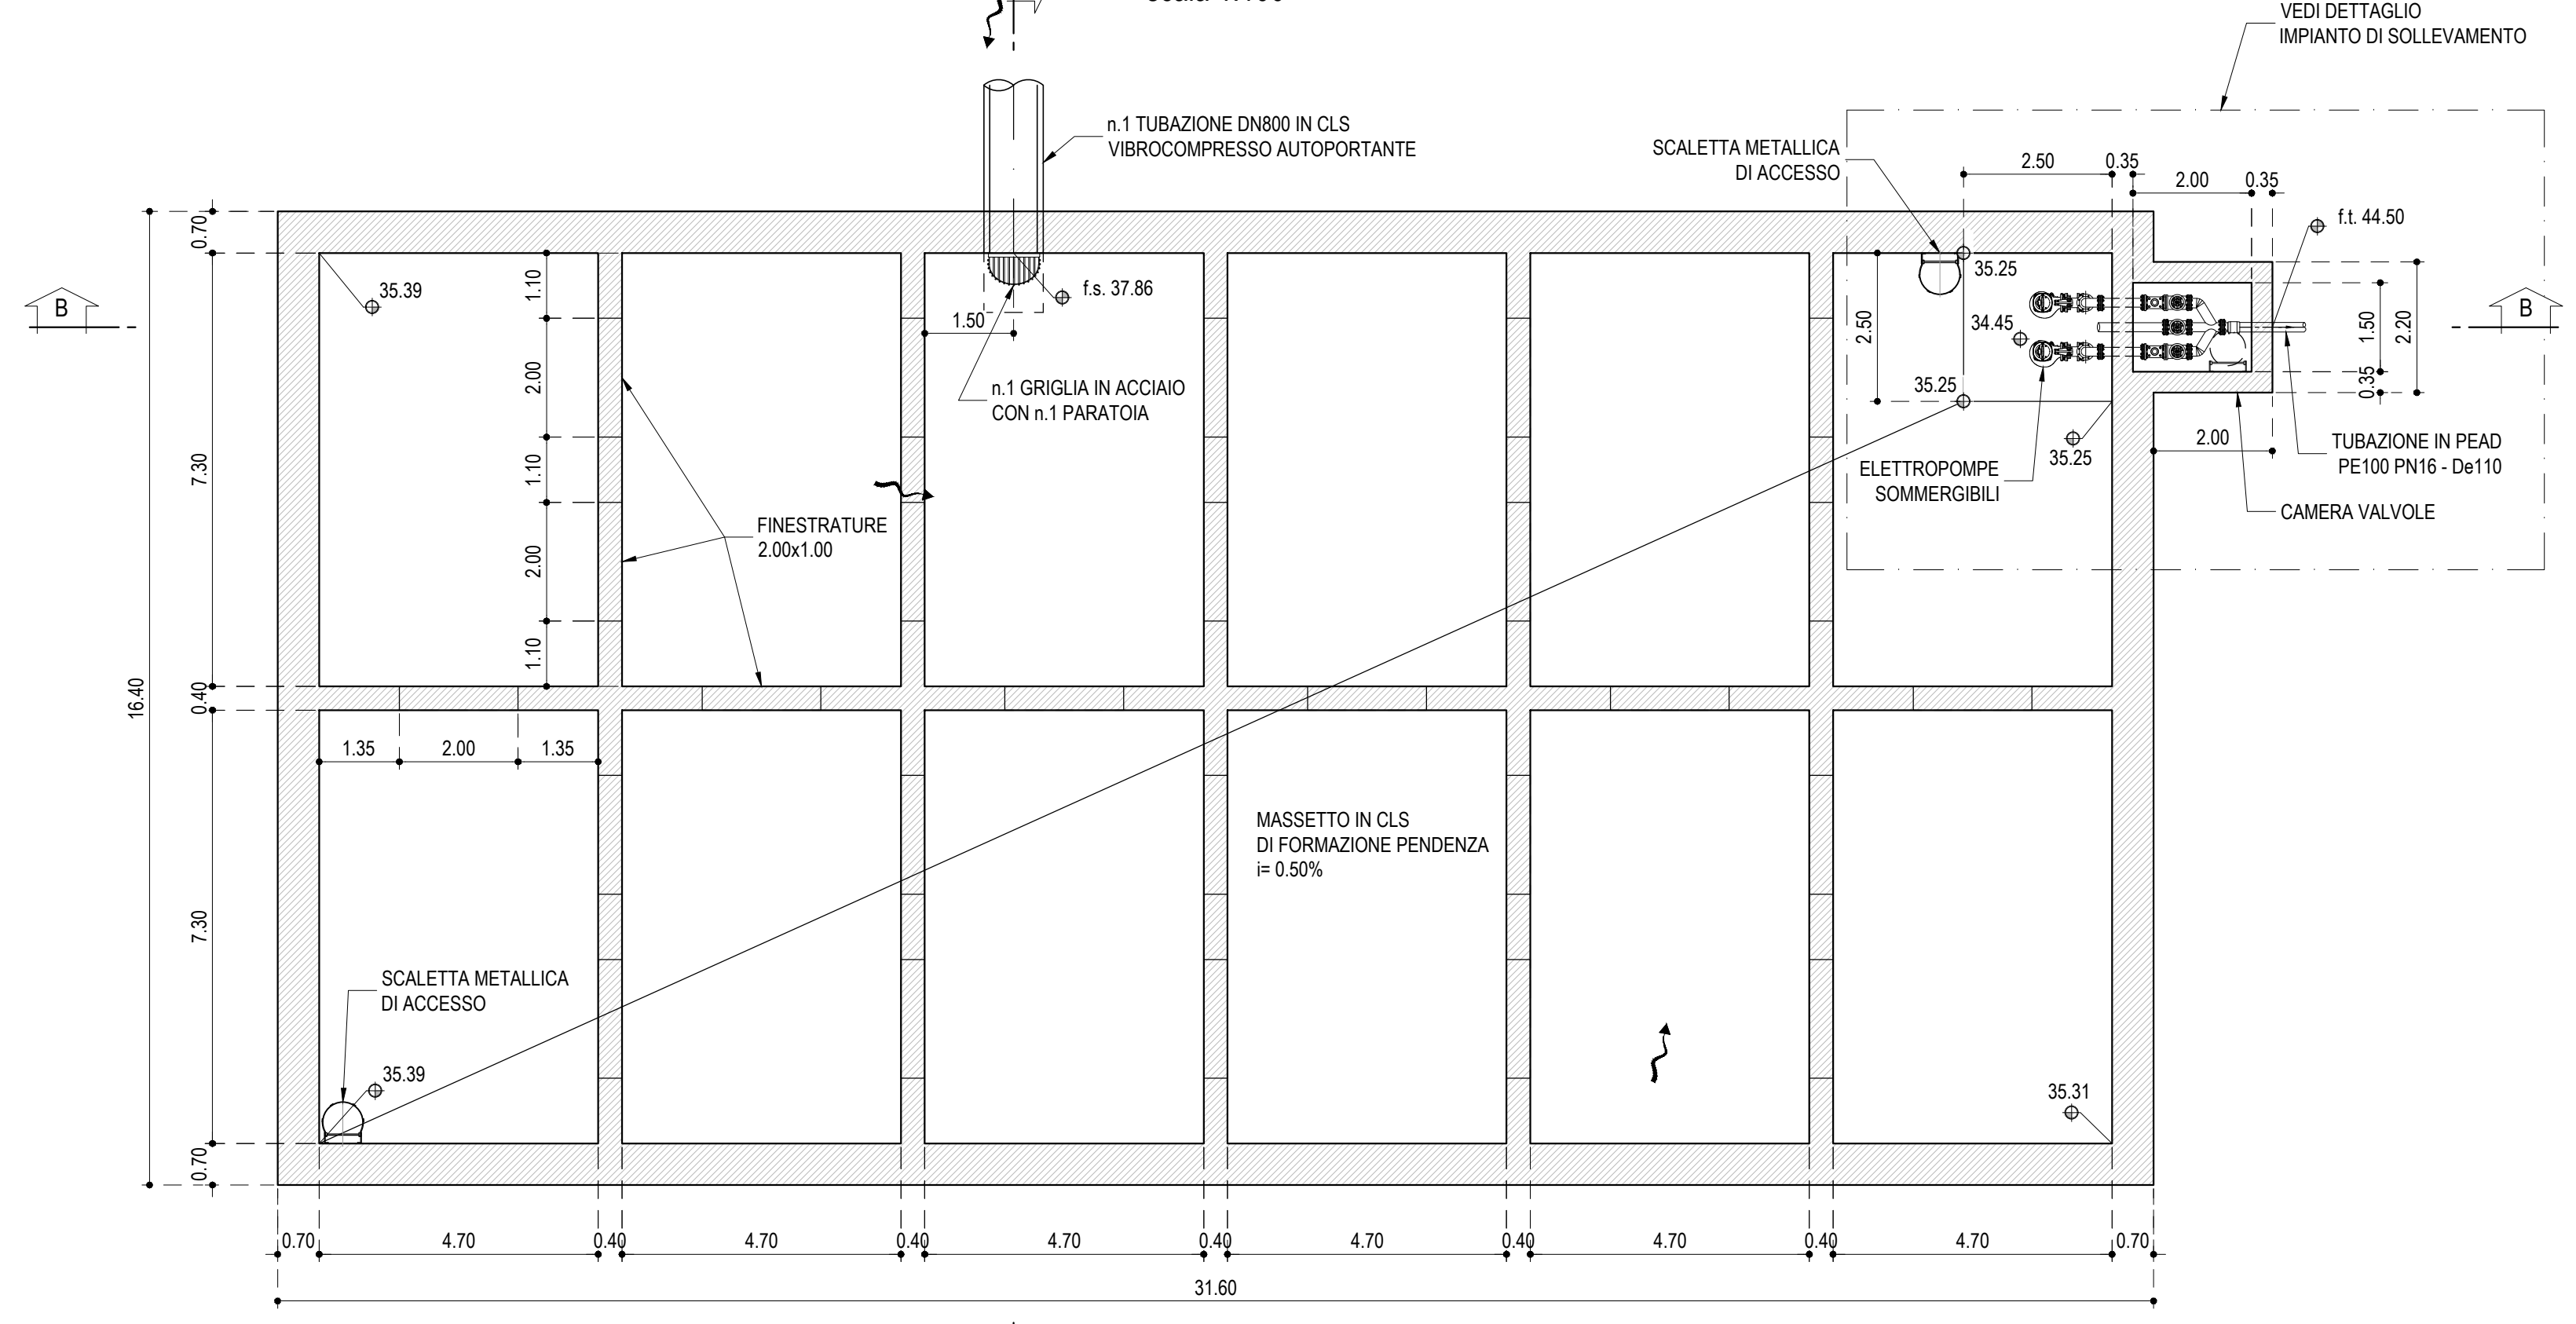 VEDI DETTAGLIO
IMPIANTO DI SOLLEVAMENTO
n.1 TUBAZIONE DN800 IN CLS
VIBROCOMPRESSO AUTOPORTANTE
SCALETTA METALLICA
DI ACCESSO
2.50
0.35
2.00
0.35
f.t. 44.50
0.70
35.39
1.10
f.s. 37.86
35.25
B
B
1.50
34.45
2.50
1.50
2.20
2.00
n.1 GRIGLIA IN ACCIAIO
CON n.1 PARATOIA
35.25
0.35
7.30
1.10
2.00
TUBAZIONE IN PEAD
PE100 PN16 - De110
35.25
ELETTROPOMPE
SOMMERGIBILI
CAMERA VALVOLE
FINESTRATURE
2.00x1.00
2.00
1.10
16.40
0.40
1.35
2.00
1.35
MASSETTO IN CLS
DI FORMAZIONE PENDENZA
i= 0.50%
7.30
SCALETTA METALLICA
DI ACCESSO
35.39
35.31
0.70
0.70
4.70
0.40
4.70
0.40
4.70
0.40
4.70
0.40
4.70
0.40
4.70
0.70
31.60